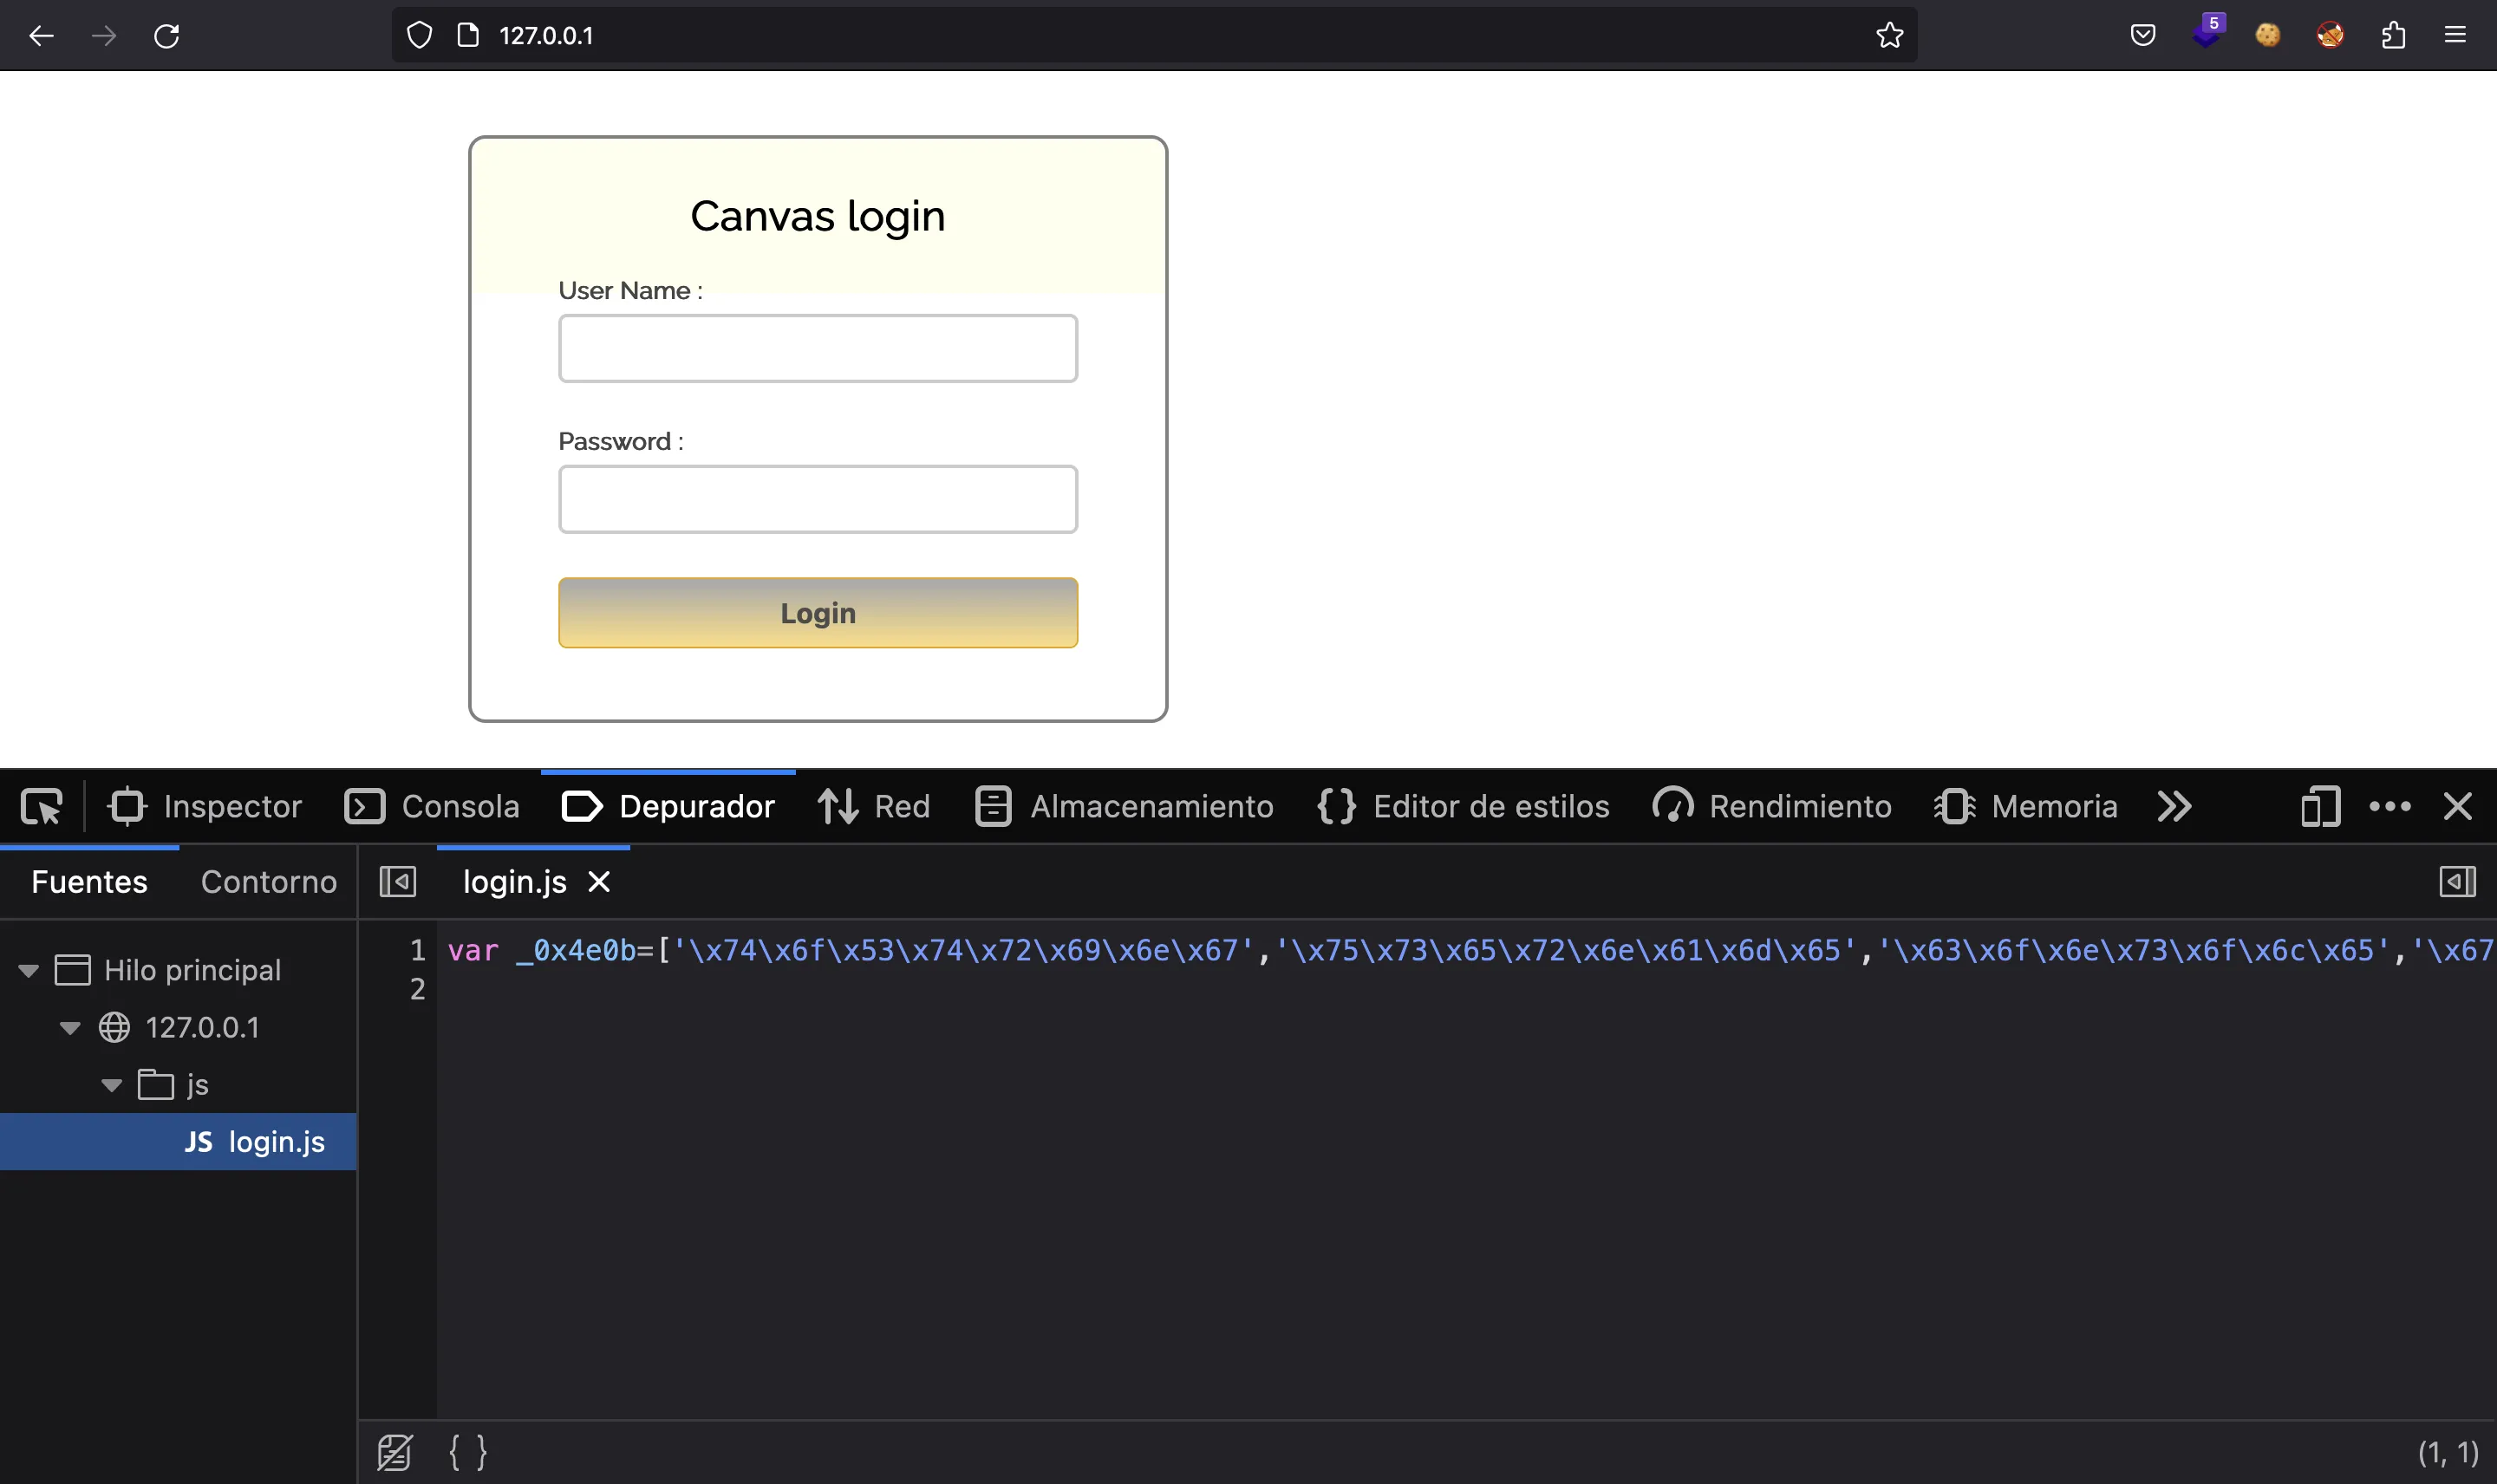 127.0.0.1
5
Canvas login
User Name :
Password :
Login
Inspector Consola Depurador Red Almacenamiento Editor de estilos Rendimiento Memoria
Fuentes Contorno login.js
1 var _0x4e0b=['\x74\x6f\x53\x74\x72\x69\x6e\x67','\x75\x73\x65\x72\x6e\x61\x6d\x65','\x63\x6f\x6e\x73\x6f\x6c\x65','\x67
2
Hilo principal
127.0.0.1
js
JS login.js
{ } (1, 1)